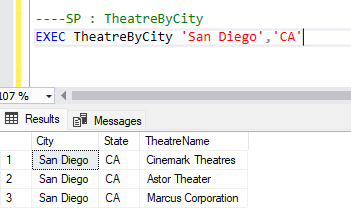 ----SP : TheatreByCity
EXEC TheatreByCity 'San Diego','CA'
107 %
Results Messages
City State TheatreName
1 San Diego CA Cinemark Theatres
2 San Diego CA Astor Theater
3 San Diego CA Marcus Corporation